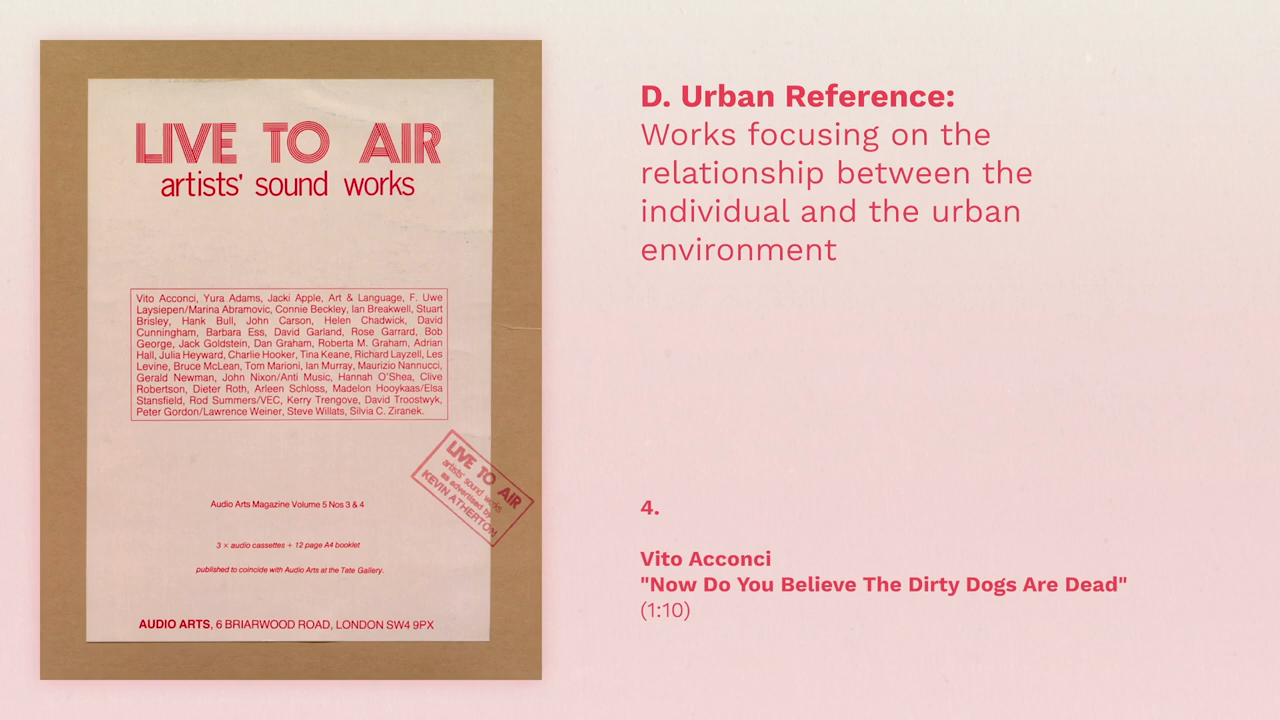 LIVE TO AIR
artists' sound works
Vito Acconci, Yura Adams, Jacki Apple, Art & Language, F. Uwe
Laysiepen/Marina Abramovic, Connie Beckley, Ian Breakwell, Stuart
Brisley, Hank Bull, John Carson, Helen Chadwick, David
Cunningham, Barbara Ess, David Garland, Rose Garrard, Bob
George, Jack Goldstein, Dan Graham, Roberta M. Graham, Adrian
Hall, Julia Heyward, Charlie Hooker, Tina Keane, Richard Layzell, Les
Levine, Bruce McLean, Tom Marioni, Ian Murray, Maurizio Nannucci,
Gerald Newman, John Nixon/Anti Music, Hannah O'Shea, Clive
Robertson, Dieter Roth, Arleen Schloss, Madelon Hooykaas/Elsa
Stansfield, Rod Summers/VEC, Kerry Trengove, David Troostwyk,
Peter Gordon/Lawrence Weiner, Steve Willats, Silvia C. Ziranek.
LIVE TO AIR
artists' sound works
as advertised by
KEVIN ATHERTON
Audio Arts Magazine Volume 5 Nos 3 & 4
3 × audio cassettes + 12 page A4 booklet
published to coincide with Audio Arts at the Tate Gallery.
AUDIO ARTS, 6 BRIARWOOD ROAD, LONDON SW4 9PX
D. Urban Reference:
Works focusing on the
relationship between the
individual and the urban
environment
4.
Vito Acconci
"Now Do You Believe The Dirty Dogs Are Dead"
(1:10)